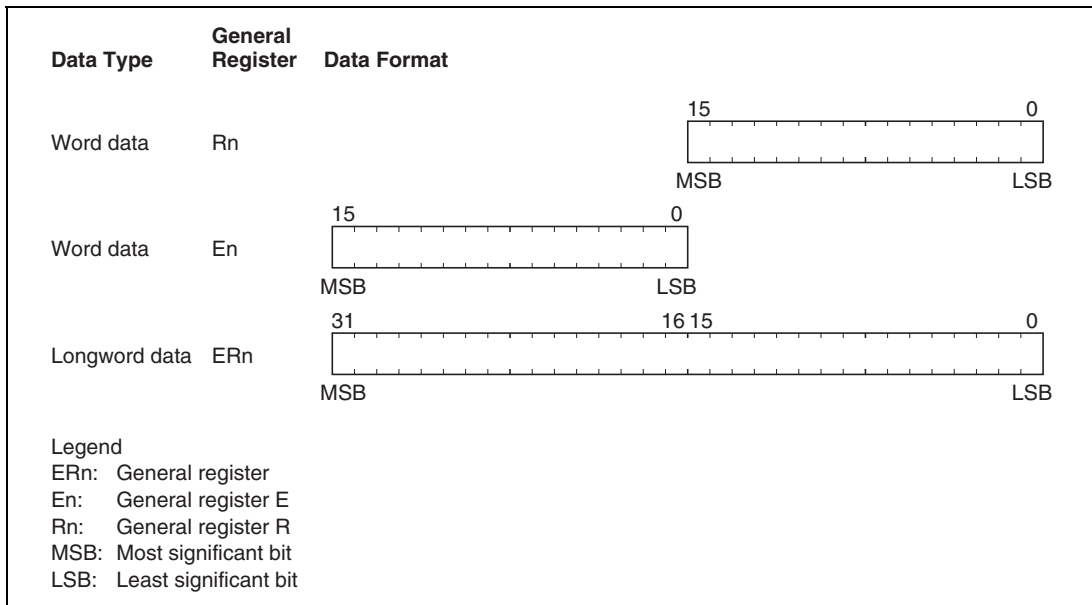 Data Type General Register Data Format
15 0
Word data Rn
MSB LSB
15 0
Word data En
MSB LSB
31 16 15 0
Longword data ERn
MSB LSB
Legend
ERn: General register
En: General register E
Rn: General register R
MSB: Most significant bit
LSB: Least significant bit